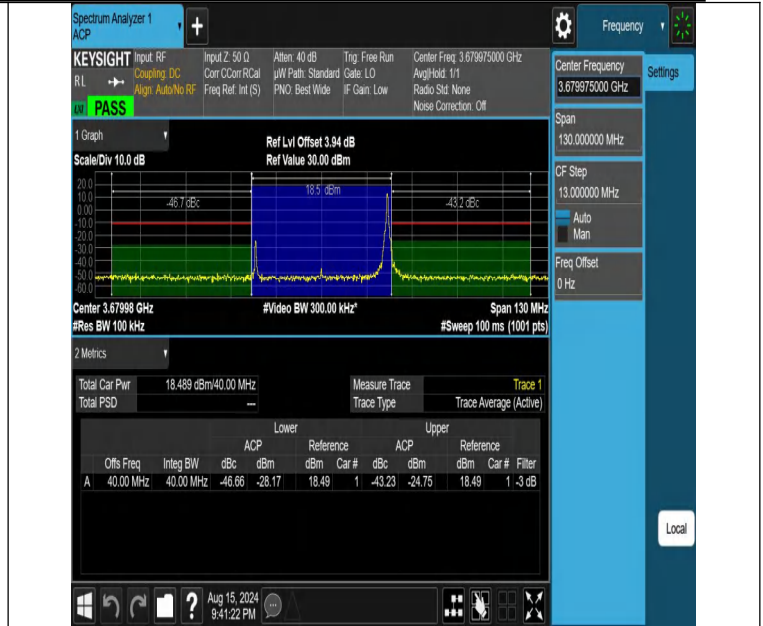 Spectrum Analyzer 1
ACP
Frequency
KEYSIGHT
RL
PASS
Input: RF
Coupling: DC
Align: Auto/No RF
Input Z: 50 Ω
Corr CCorr RCal
Freq Ref: Int (S)
Atten: 40 dB
µW Path: Standard
PNO: Best Wide
Trig: Free Run
Gate: LO
IF Gain: Low
Center Freq: 3.679975000 GHz
Avg|Hold: 1/1
Radio Std: None
Noise Correction: Off
Center Frequency
3.679975000 GHz
Settings
Span
130.000000 MHz
CF Step
13.000000 MHz
Auto
Man
Freq Offset
0 Hz
1 Graph
Scale/Div 10.0 dB
Ref Lvl Offset 3.94 dB
Ref Value 30.00 dBm
20.0
10.0
0.00
-10.0
-20.0
-30.0
-40.0
-50.0
-60.0
-46.7 dBc
18.5 dBm
-43.2 dBc
Center 3.67998 GHz
#Video BW 300.00 kHz*
Span 130 MHz
#Res BW 100 kHz
#Sweep 100 ms (1001 pts)
2 Metrics
Total Car Pwr 18.489 dBm/40.00 MHz
Total PSD ---
Measure Trace Trace 1
Trace Type Trace Average (Active)
Lower Upper
ACP Reference ACP Reference
Offs Freq Integ BW dBc dBm dBm Car # dBc dBm dBm Car # Filter
A 40.00 MHz 40.00 MHz -46.66 -28.17 18.49 1 -43.23 -24.75 18.49 1 -3 dB
Local
Aug 15, 2024
9:41:22 PM